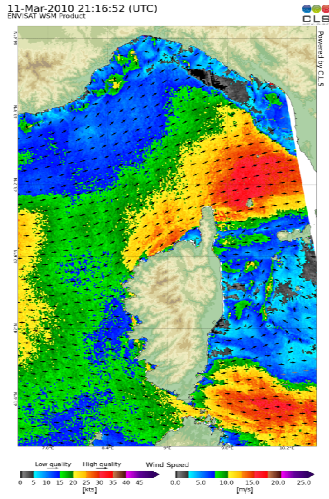 11-Mar-2010 21:16:52 (UTC)
ENVISAT WSM Product
CLS
Powered by CLS
Low quality High quality Wind Speed
0 5 10 15 20 25 30 35 40 45
0.0 5.0 10.0 15.0 20.0 25.0
[kts] [m/s]